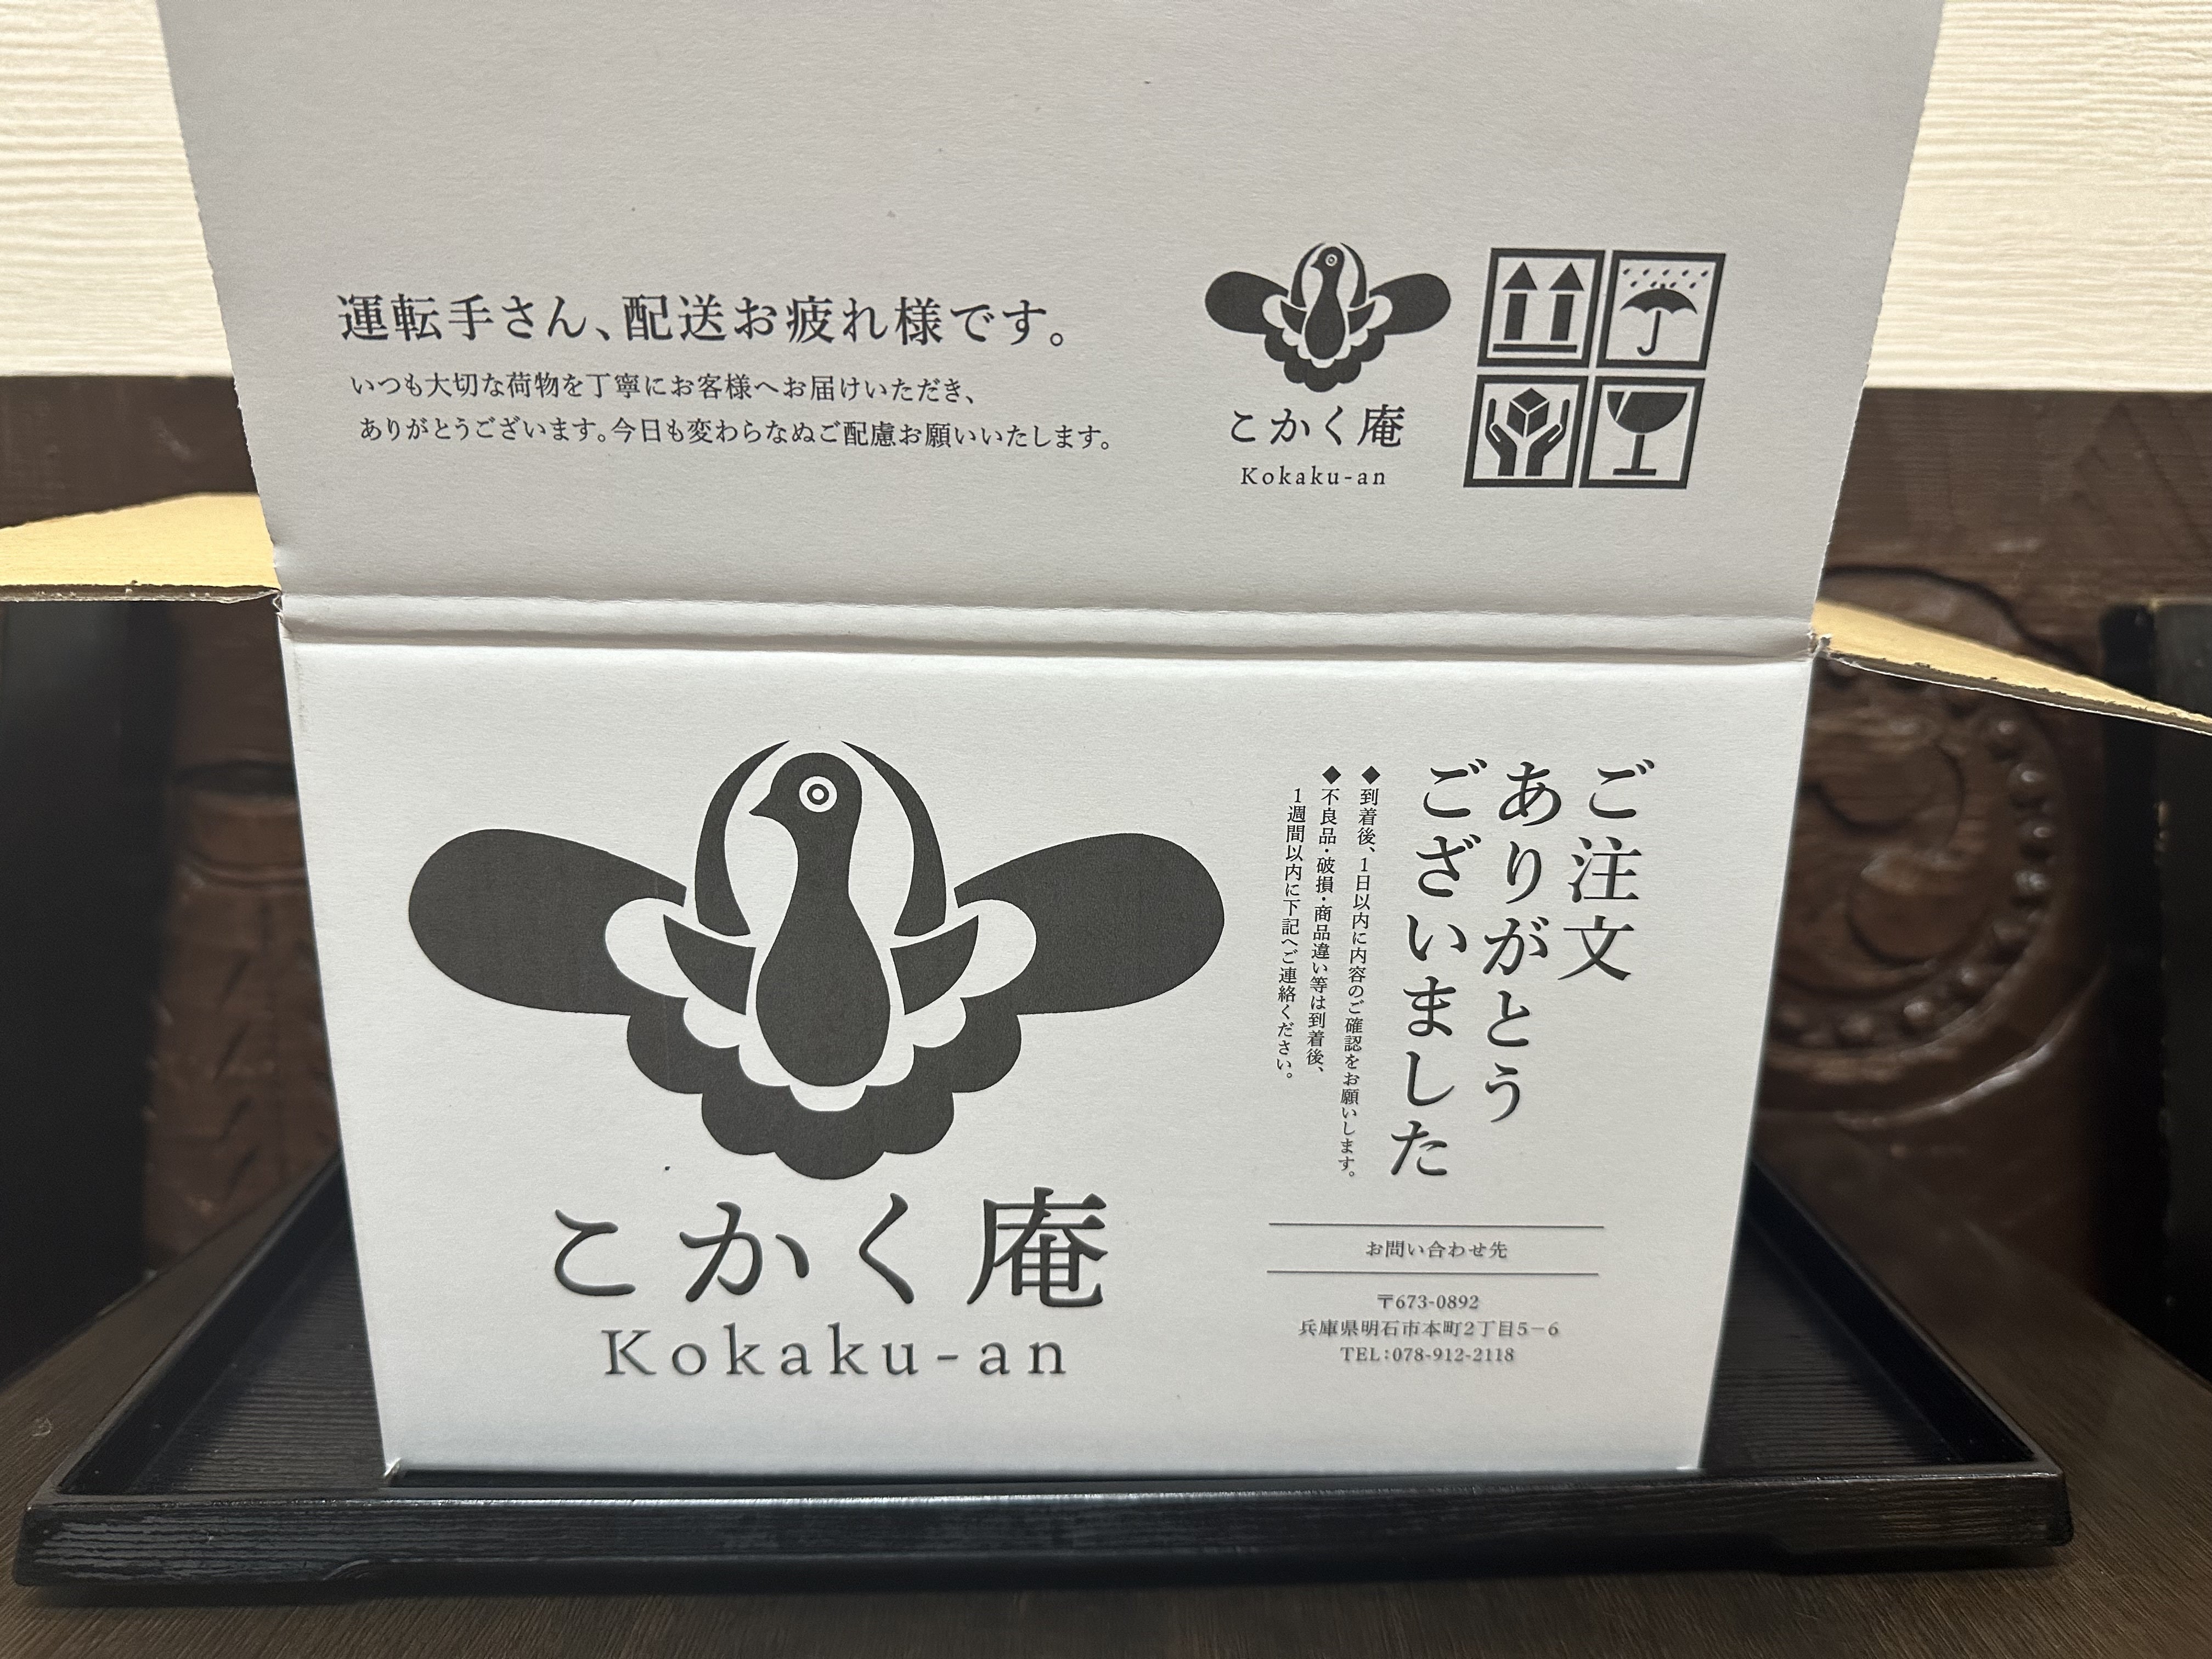 運転手さん、配送お疲れ様です。
いつも大切な荷物を丁寧にお客様へお届けいただき、
ありがとうございます。今日も変わらなぬご配慮お願いいたします。
こかく庵
Kokaku-an
ご注文
ありがとう
ございました
◆到着後、1日以内に内容のご確認をお願いします。
◆不良品・破損・商品違い等は到着後、
1週間以内に下記へご連絡ください。
こかく庵
Kokaku-an
お問い合わせ先
〒673-0892
兵庫県明石市本町2丁目5−6
TEL:078-912-2118